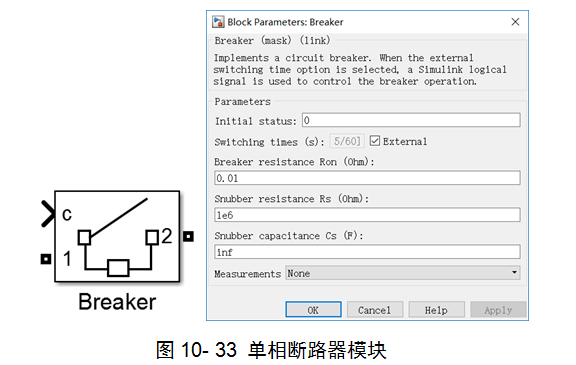 Block Parameters: Breaker
Breaker (mask) (link)
Implements a circuit breaker. When the external
switching time option is selected, a Simulink logical
signal is used to control the breaker operation.
Parameters
Initial status: 0
Switching times (s): 5/60] External
Breaker resistance Ron (Ohm):
0.01
Snubber resistance Rs (Ohm):
1e6
Snubber capacitance Cs (F):
inf
Measurements None
OK Cancel Help Apply
c
1
2
Breaker
图 10- 33 单相断路器模块